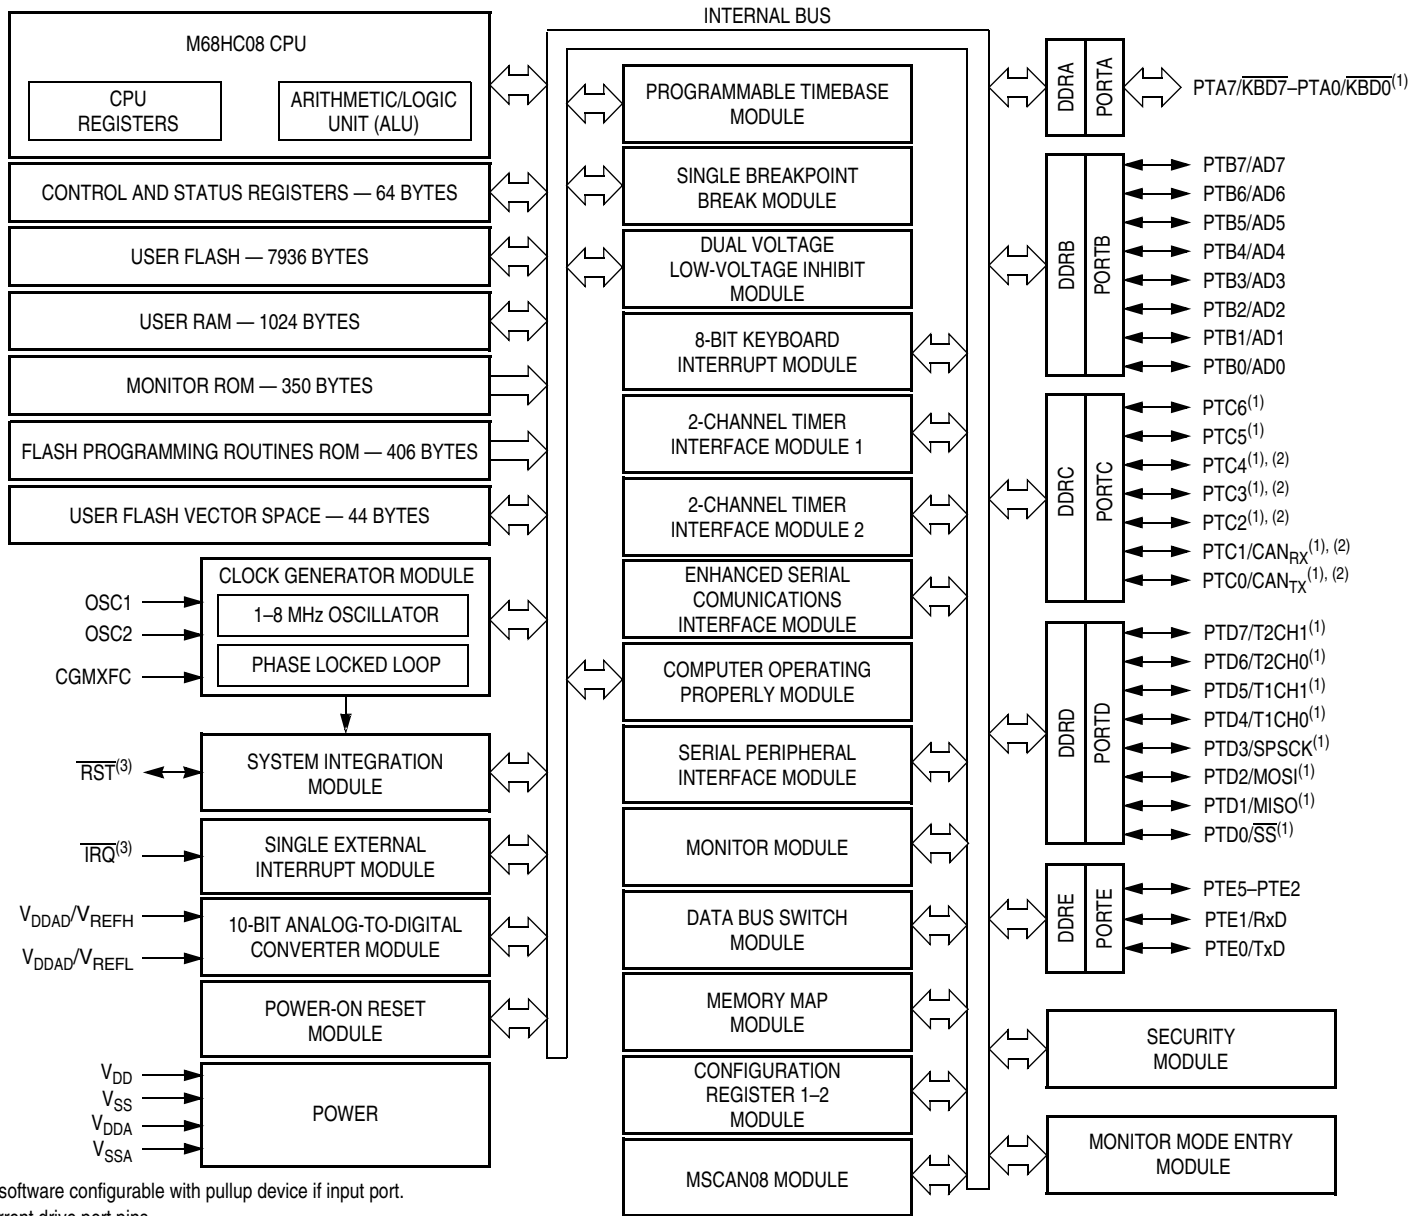 INTERNAL BUS
M68HC08 CPU
CPU
REGISTERS
ARITHMETIC/LOGIC
UNIT (ALU)
CONTROL AND STATUS REGISTERS — 64 BYTES
USER FLASH — 7936 BYTES
USER RAM — 1024 BYTES
MONITOR ROM — 350 BYTES
FLASH PROGRAMMING ROUTINES ROM — 406 BYTES
USER FLASH VECTOR SPACE — 44 BYTES
CLOCK GENERATOR MODULE
1–8 MHz OSCILLATOR
PHASE LOCKED LOOP
OSC1
OSC2
CGMXFC
SYSTEM INTEGRATION
MODULE
RST(3)
SINGLE EXTERNAL
INTERRUPT MODULE
IRQ(3)
10-BIT ANALOG-TO-DIGITAL
CONVERTER MODULE
VDDAD/VREFH
VDDAD/VREFL
POWER-ON RESET
MODULE
POWER
VDD
VSS
VDDA
VSSA
PROGRAMMABLE TIMEBASE
MODULE
SINGLE BREAKPOINT
BREAK MODULE
DUAL VOLTAGE
LOW-VOLTAGE INHIBIT
MODULE
8-BIT KEYBOARD
INTERRUPT MODULE
2-CHANNEL TIMER
INTERFACE MODULE 1
2-CHANNEL TIMER
INTERFACE MODULE 2
ENHANCED SERIAL
COMUNICATIONS
INTERFACE MODULE
COMPUTER OPERATING
PROPERLY MODULE
SERIAL PERIPHERAL
INTERFACE MODULE
MONITOR MODULE
DATA BUS SWITCH
MODULE
MEMORY MAP
MODULE
CONFIGURATION
REGISTER 1–2
MODULE
MSCAN08 MODULE
DDRA
PORTA
PTA7/KBD7–PTA0/KBD0(1)
DDRB
PORTB
PTB7/AD7
PTB6/AD6
PTB5/AD5
PTB4/AD4
PTB3/AD3
PTB2/AD2
PTB1/AD1
PTB0/AD0
DDRC
PORTC
PTC6(1)
PTC5(1)
PTC4(1), (2)
PTC3(1), (2)
PTC2(1), (2)
PTC1/CANRX(1), (2)
PTC0/CANTX(1), (2)
DDRD
PORTD
PTD7/T2CH1(1)
PTD6/T2CH0(1)
PTD5/T1CH1(1)
PTD4/T1CH0(1)
PTD3/SPSCK(1)
PTD2/MOSI(1)
PTD1/MISO(1)
PTD0/SS(1)
DDRE
PORTE
PTE5–PTE2
PTE1/RxD
PTE0/TxD
SECURITY
MODULE
MONITOR MODE ENTRY
MODULE
software configurable with pullup device if input port.